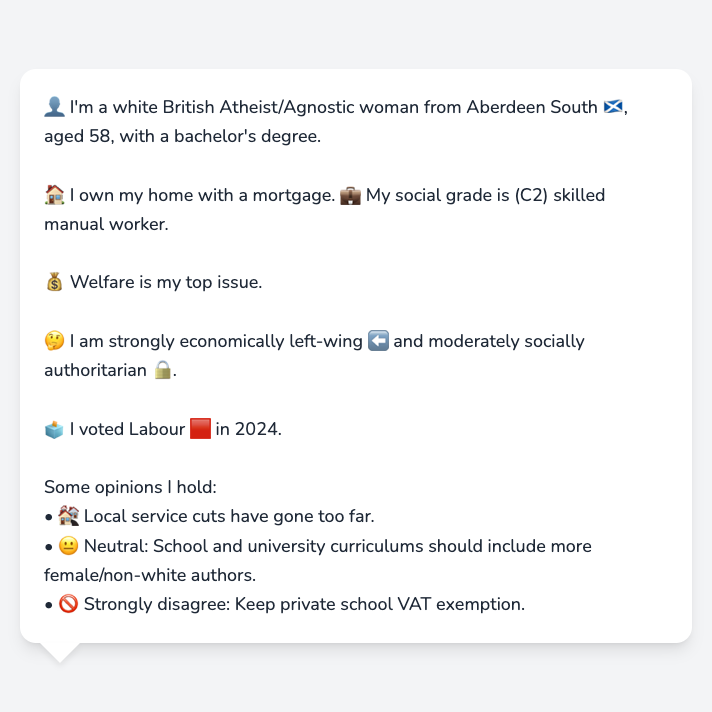 👤 I'm a white British Atheist/Agnostic woman from Aberdeen South 🏴󠁧󠁢󠁳󠁣󠁴󠁿,
aged 58, with a bachelor's degree.
🏠 I own my home with a mortgage. 💼 My social grade is (C2) skilled
manual worker.
💰 Welfare is my top issue.
🤔 I am strongly economically left-wing ⬅️ and moderately socially
authoritarian 🔒.
🗳️ I voted Labour 🟥 in 2024.
Some opinions I hold:
• 🏚️ Local service cuts have gone too far.
• 😐 Neutral: School and university curriculums should include more
female/non-white authors.
• 🚫 Strongly disagree: Keep private school VAT exemption.